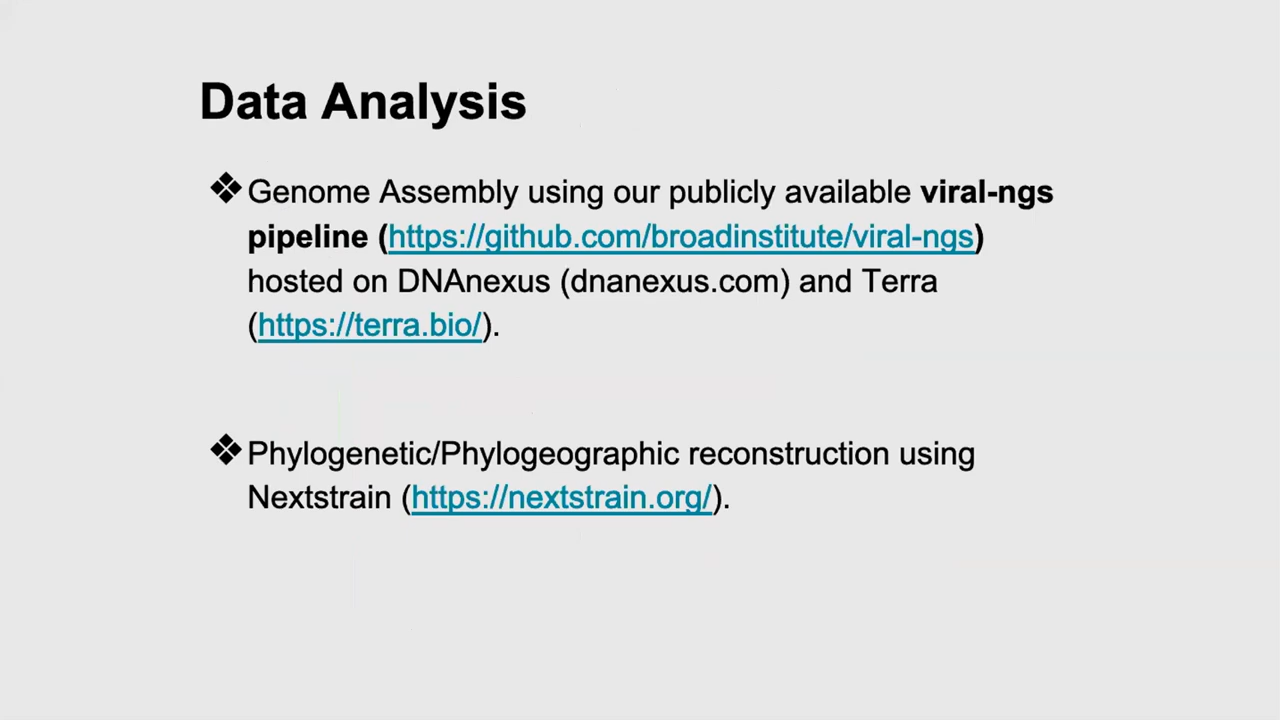 Data Analysis
❖ Genome Assembly using our publicly available viral-ngs
pipeline (https://github.com/broadinstitute/viral-ngs)
hosted on DNAnexus (dnanexus.com) and Terra
(https://terra.bio/).
❖ Phylogenetic/Phylogeographic reconstruction using
Nextstrain (https://nextstrain.org/).